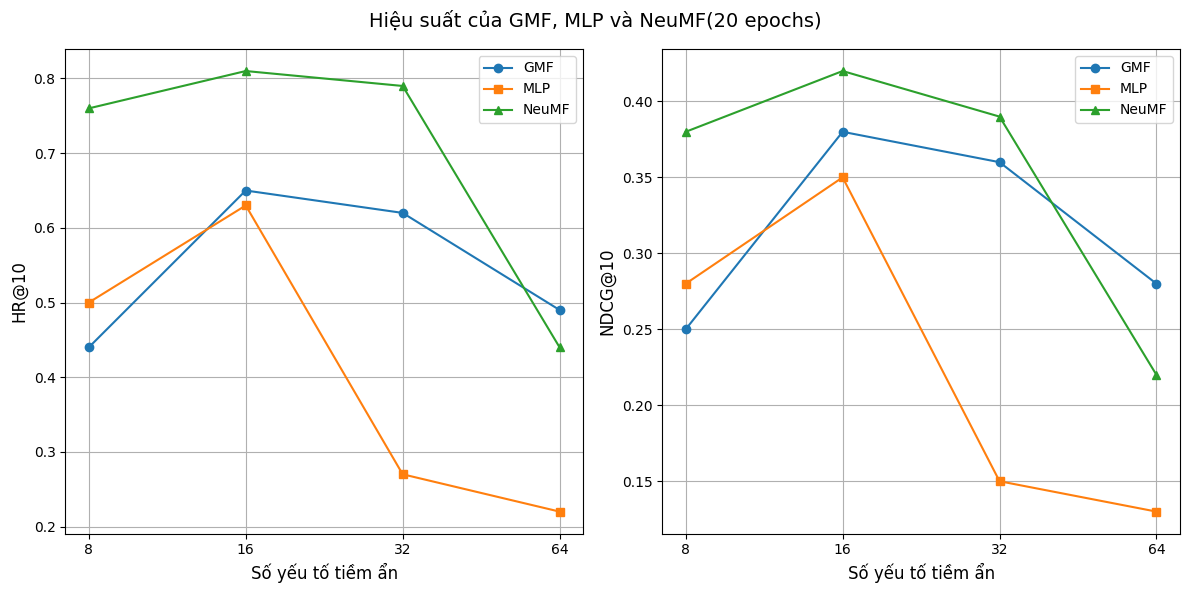 Hiệu suất của GMF, MLP và NeuMF(20 epochs)
HR@10
0.8
0.7
0.6
0.5
0.4
0.3
0.2
8 16 32 64
Số yếu tố tiềm ẩn
GMF
MLP
NeuMF
NDCG@10
0.40
0.35
0.30
0.25
0.20
0.15
8 16 32 64
Số yếu tố tiềm ẩn
GMF
MLP
NeuMF